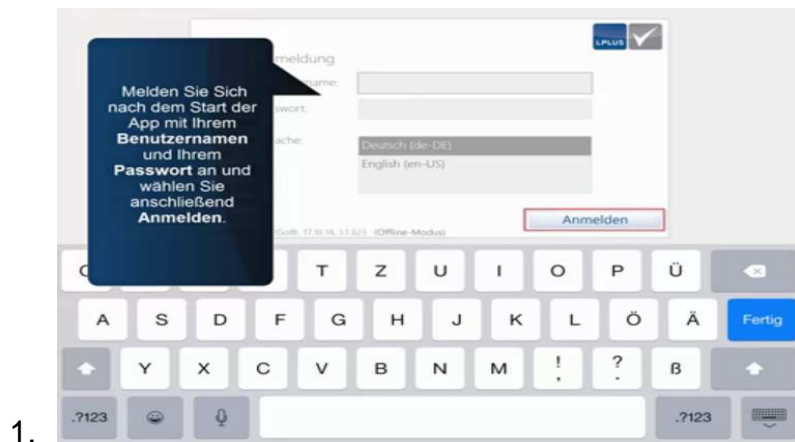 LPLUS
meldung
Melden Sie Sich
nach dem Start der
App mit Ihrem
Benutzernamen
und Ihrem
Passwort an und
wählen Sie
anschließend
Anmelden.
name:
swort:
ache:
Deutsch (de-DE)
English (en-US)
Anmelden
(Offline-Modus)
T Z U I O P Ü
A S D F G H J K L Ö Ä Fertig
Y X C V B N M ! , ? . ß
.?123 .?123
1.